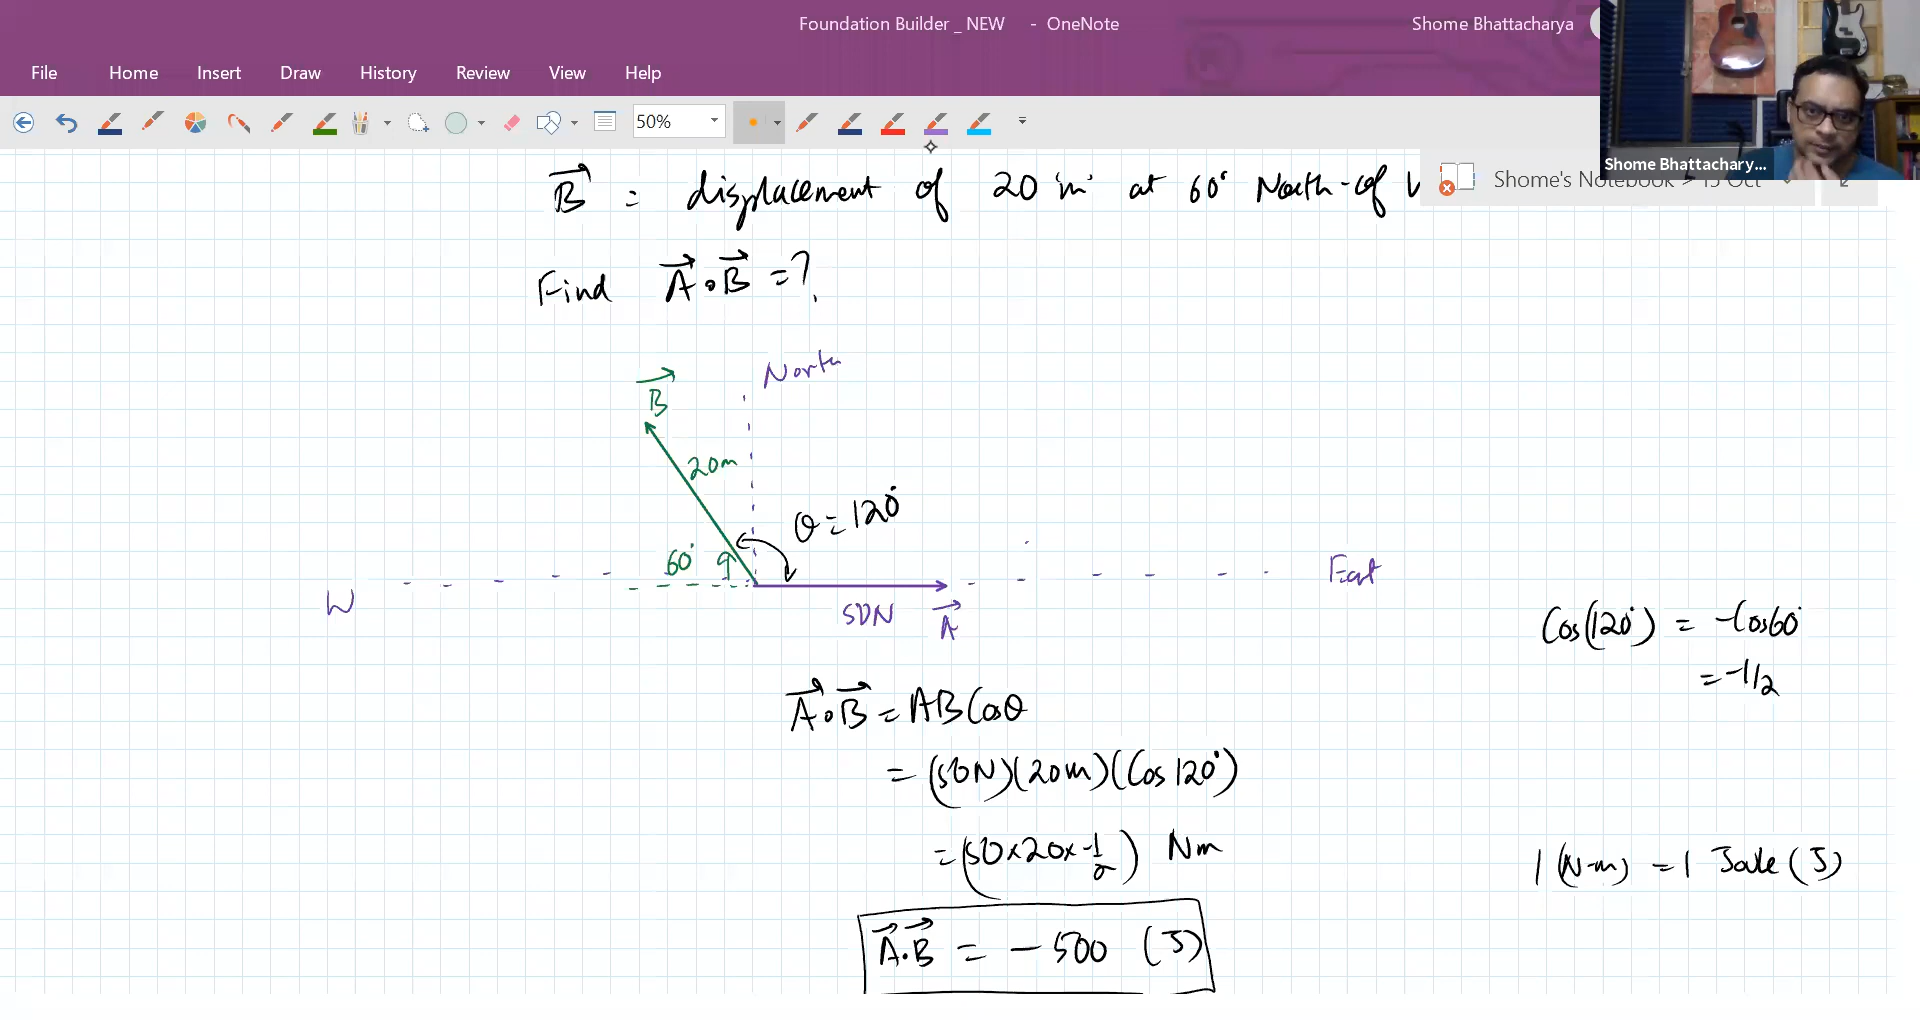 Foundation Builder _ NEW - OneNote
Shome Bhattacharya
File Home Insert Draw History Review View Help
50%
Shome Bhattachary...
Shome's Notebook > 15 Oct
B : displacement of 20 'm' at 60° North-of W
Find A.B = ?
North
B
20m
θ = 120°
60°
W
East
50N
A
Cos(120°) = -Cos60°
= -1/2
A.B = AB Cosθ
= (50N)(20m)(Cos 120°)
= (50×20×-1/2) Nm
1 (N-m) = 1 Joule (J)
A.B = - 500 (J)